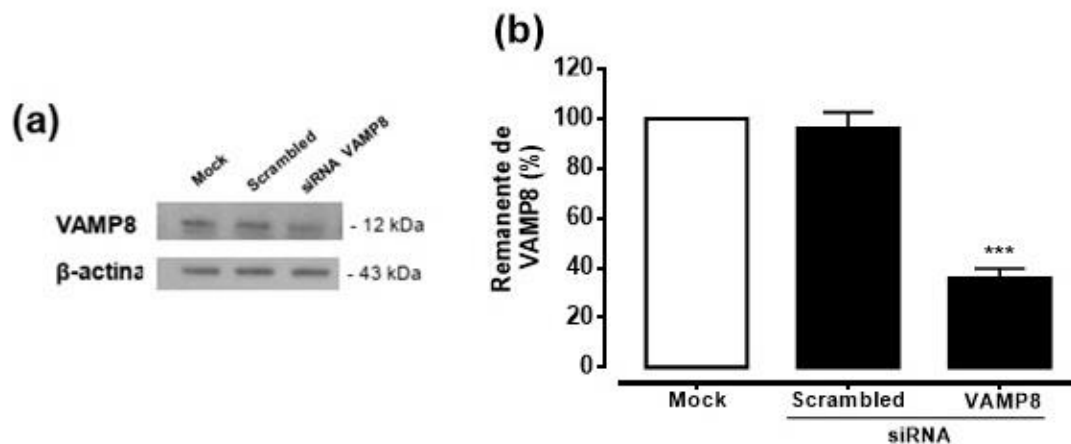 (a)
Mock
Scrambled
siRNA VAMP8
VAMP8
- 12 kDa
β-actina
- 43 kDa
(b)
Remanente de
VAMP8 (%)
120
100
80
60
40
20
0
***
Mock
Scrambled
VAMP8
siRNA